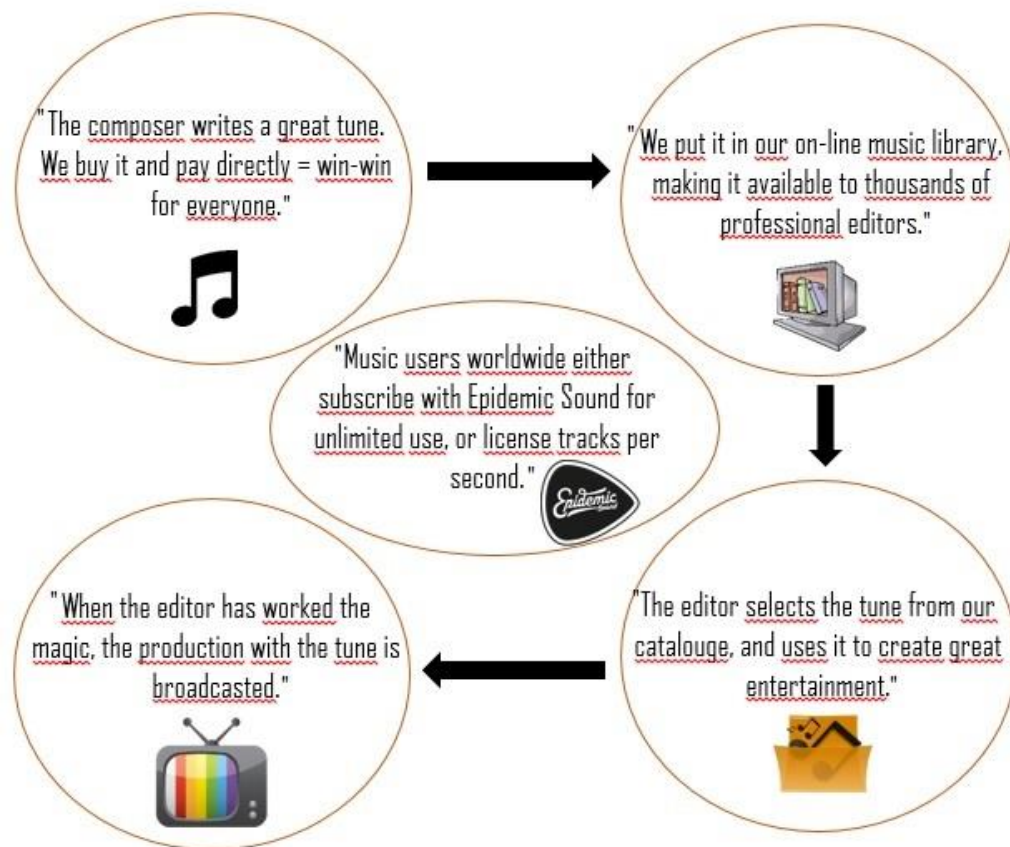 "The composer writes a great tune.
We buy it and pay directly = win-win
for everyone."
"We put it in our on-line music library,
making it available to thousands of
professional editors."
"Music users worldwide either
subscribe with Epidemic Sound for
unlimited use, or license tracks per
second."
Epidemic
Sound
"The editor selects the tune from our
catalouge, and uses it to create great
entertainment."
"When the editor has worked the
magic, the production with the tune is
broadcasted."